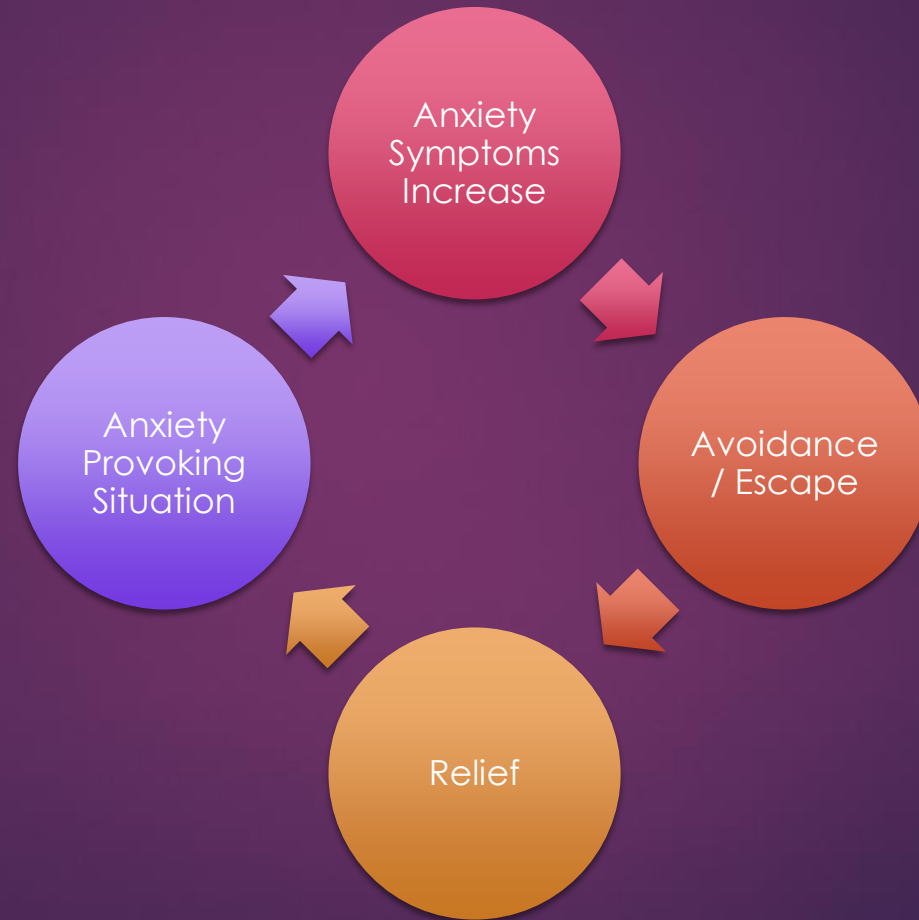 Anxiety
Symptoms
Increase
Avoidance
/ Escape
Relief
Anxiety
Provoking
Situation